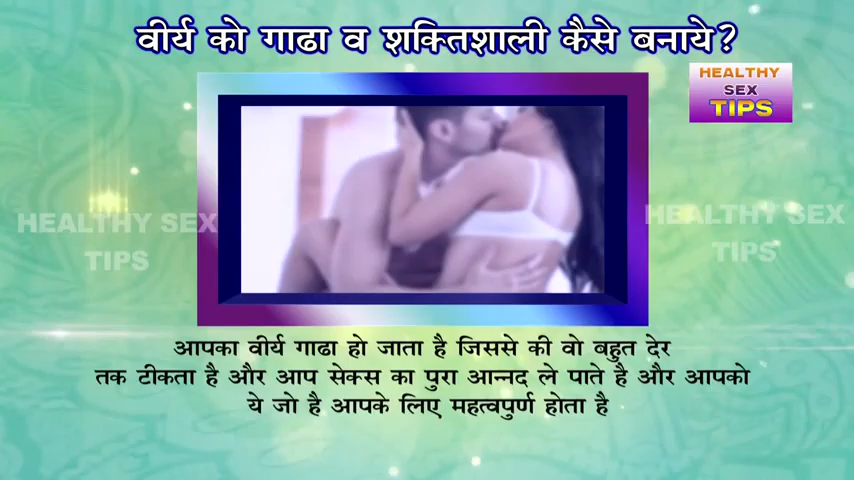 वीर्य को गाढा व शक्तिशाली कैसे बनाये?
HEALTHY
SEX
TIPS
HEALTHY SEX
TIPS
HEALTHY SEX
TIPS
आपका वीर्य गाढा हो जाता है जिससे की वो बहुत देर
तक टीकता है और आप सेक्स का पुरा आन्नद ले पाते है और आपको
ये जो है आपके लिए महत्वपुर्ण होता है